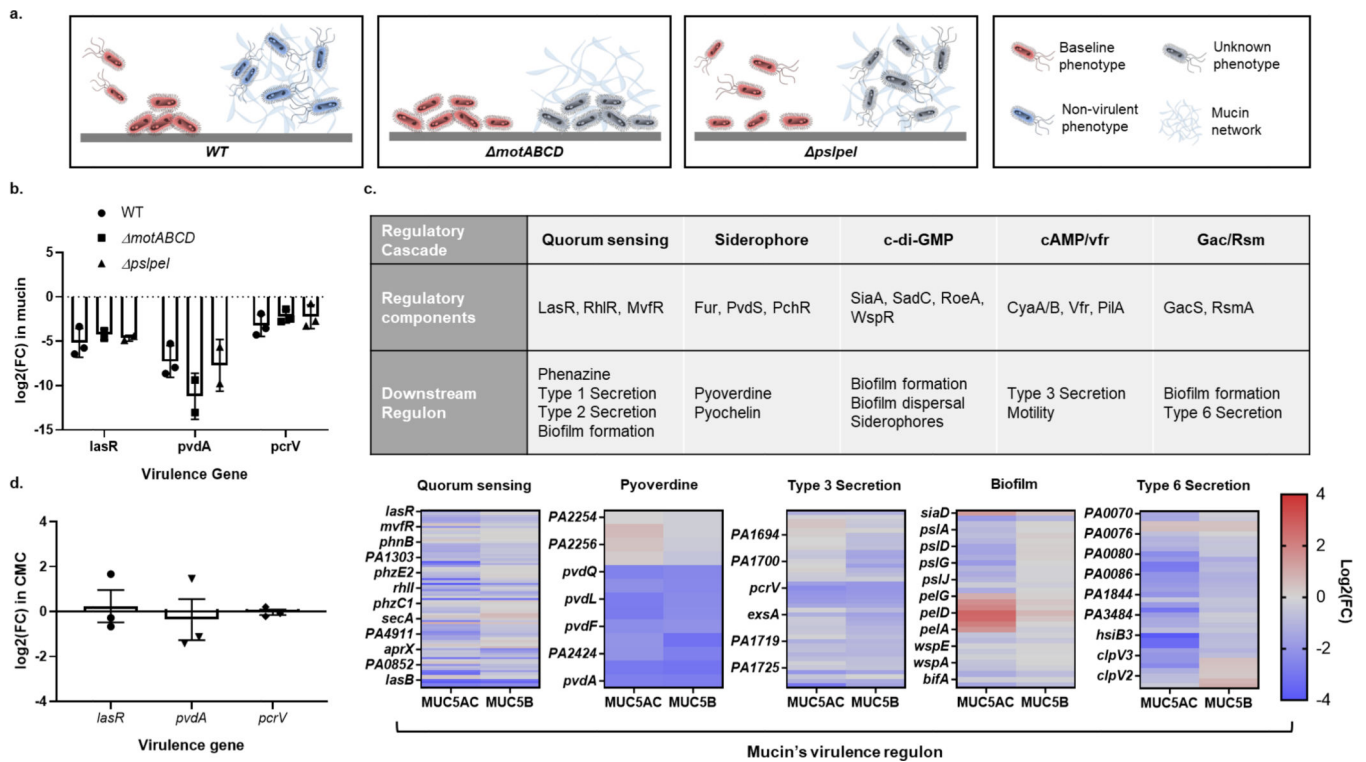 a.
WT
ΔmotABCD
ΔpslpeI
Baseline
phenotype
Unknown
phenotype
Non-virulent
phenotype
Mucin
network
b.
WT
ΔmotABCD
ΔpslpeI
log2(FC) in mucin
5
0
-5
-10
-15
lasR
pvdA
pcrV
Virulence Gene
c.
Regulatory
Cascade
Quorum sensing
Siderophore
c-di-GMP
cAMP/vfr
Gac/Rsm
Regulatory
components
LasR, RhlR, MvfR
Fur, PvdS, PchR
SiaA, SadC, RoeA,
WspR
CyaA/B, Vfr, PilA
GacS, RsmA
Downstream
Regulon
Phenazine
Type 1 Secretion
Type 2 Secretion
Biofilm formation
Pyoverdine
Pyochelin
Biofilm formation
Biofilm dispersal
Siderophores
Type 3 Secretion
Motility
Biofilm formation
Type 6 Secretion
Quorum sensing
lasR
mvfR
phnB
PA1303
phzE2
rhlI
phzC1
secA
PA4911
aprX
PA0852
lasB
MUC5AC MUC5B
Pyoverdine
PA2254
PA2256
pvdQ
pvdL
pvdF
PA2424
pvdA
MUC5AC MUC5B
Type 3 Secretion
PA1694
PA1700
pcrV
exsA
PA1719
PA1725
MUC5AC MUC5B
Biofilm
siaD
pslA
pslD
pslG
pslJ
pelG
pelD
pelA
wspE
wspA
bifA
MUC5AC MUC5B
Type 6 Secretion
PA0070
PA0076
PA0080
PA0086
PA1844
PA3484
hsiB3
clpV3
clpV2
MUC5AC MUC5B
4
2
0
-2
-4
Log2(FC)
Mucin's virulence regulon
d.
log2(FC) in CMC
4
2
0
-2
-4
lasR
pvdA
pcrV
Virulence gene